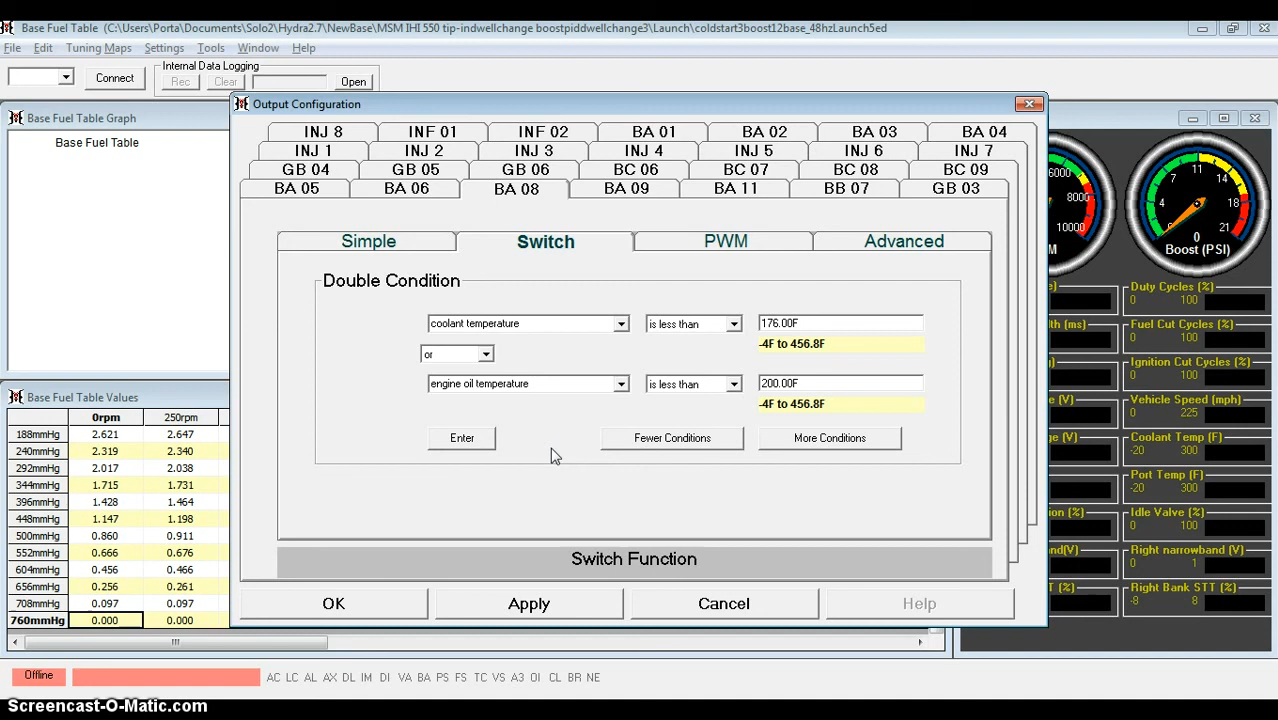 Base Fuel Table (C:\Users\Porta\Documents\Solo2\Hydra2.7\NewBase\MSM IHI 550 tip-indwellchange boostpiddwellchange3\Launch\coldstart3boost12base_48hzLaunch5ed
File Edit Tuning Maps Settings Tools Window Help
Internal Data Logging
Connect Rec Clear Open
Output Configuration
Base Fuel Table Graph
Base Fuel Table
INJ 8 INF 01 INF 02 BA 01 BA 02 BA 03 BA 04
INJ 1 INJ 2 INJ 3 INJ 4 INJ 5 INJ 6 INJ 7
GB 04 GB 05 GB 06 BC 06 BC 07 BC 08 BC 09
BA 05 BA 06 BA 08 BA 09 BA 11 BB 07 GB 03
Simple Switch PWM Advanced
Double Condition
coolant temperature is less than 176.00F
-4F to 456.8F
or
engine oil temperature is less than 200.00F
-4F to 456.8F
Enter Fewer Conditions More Conditions
Switch Function
OK Apply Cancel Help
6000
8000
10000
M
4 7 11 14 18 21
0
Boost (PSI)
e)
Duty Cycles (%)
0 100
th (ms)
Fuel Cut Cycles (%)
0 100
g)
Ignition Cut Cycles (%)
0 100
(V)
Vehicle Speed (mph)
0 225
ge (V)
Coolant Temp (F)
-20 300
Port Temp (F)
-20 300
ion (%)
Idle Valve (%)
0 100
and(V)
Right narrowband (V)
0 1
T (%)
Right Bank STT (%)
-8 8
Base Fuel Table Values
0rpm 250rpm
188mmHg 2.621 2.647
240mmHg 2.319 2.340
292mmHg 2.017 2.038
344mmHg 1.715 1.731
396mmHg 1.428 1.464
448mmHg 1.147 1.198
500mmHg 0.860 0.911
552mmHg 0.666 0.676
604mmHg 0.456 0.466
656mmHg 0.256 0.261
708mmHg 0.097 0.097
760mmHg 0.000 0.000
Offline AC LC AL AX DL IM DI VA BA PS FS TC VS A3 OI CL BR NE
Screencast-O-Matic.com